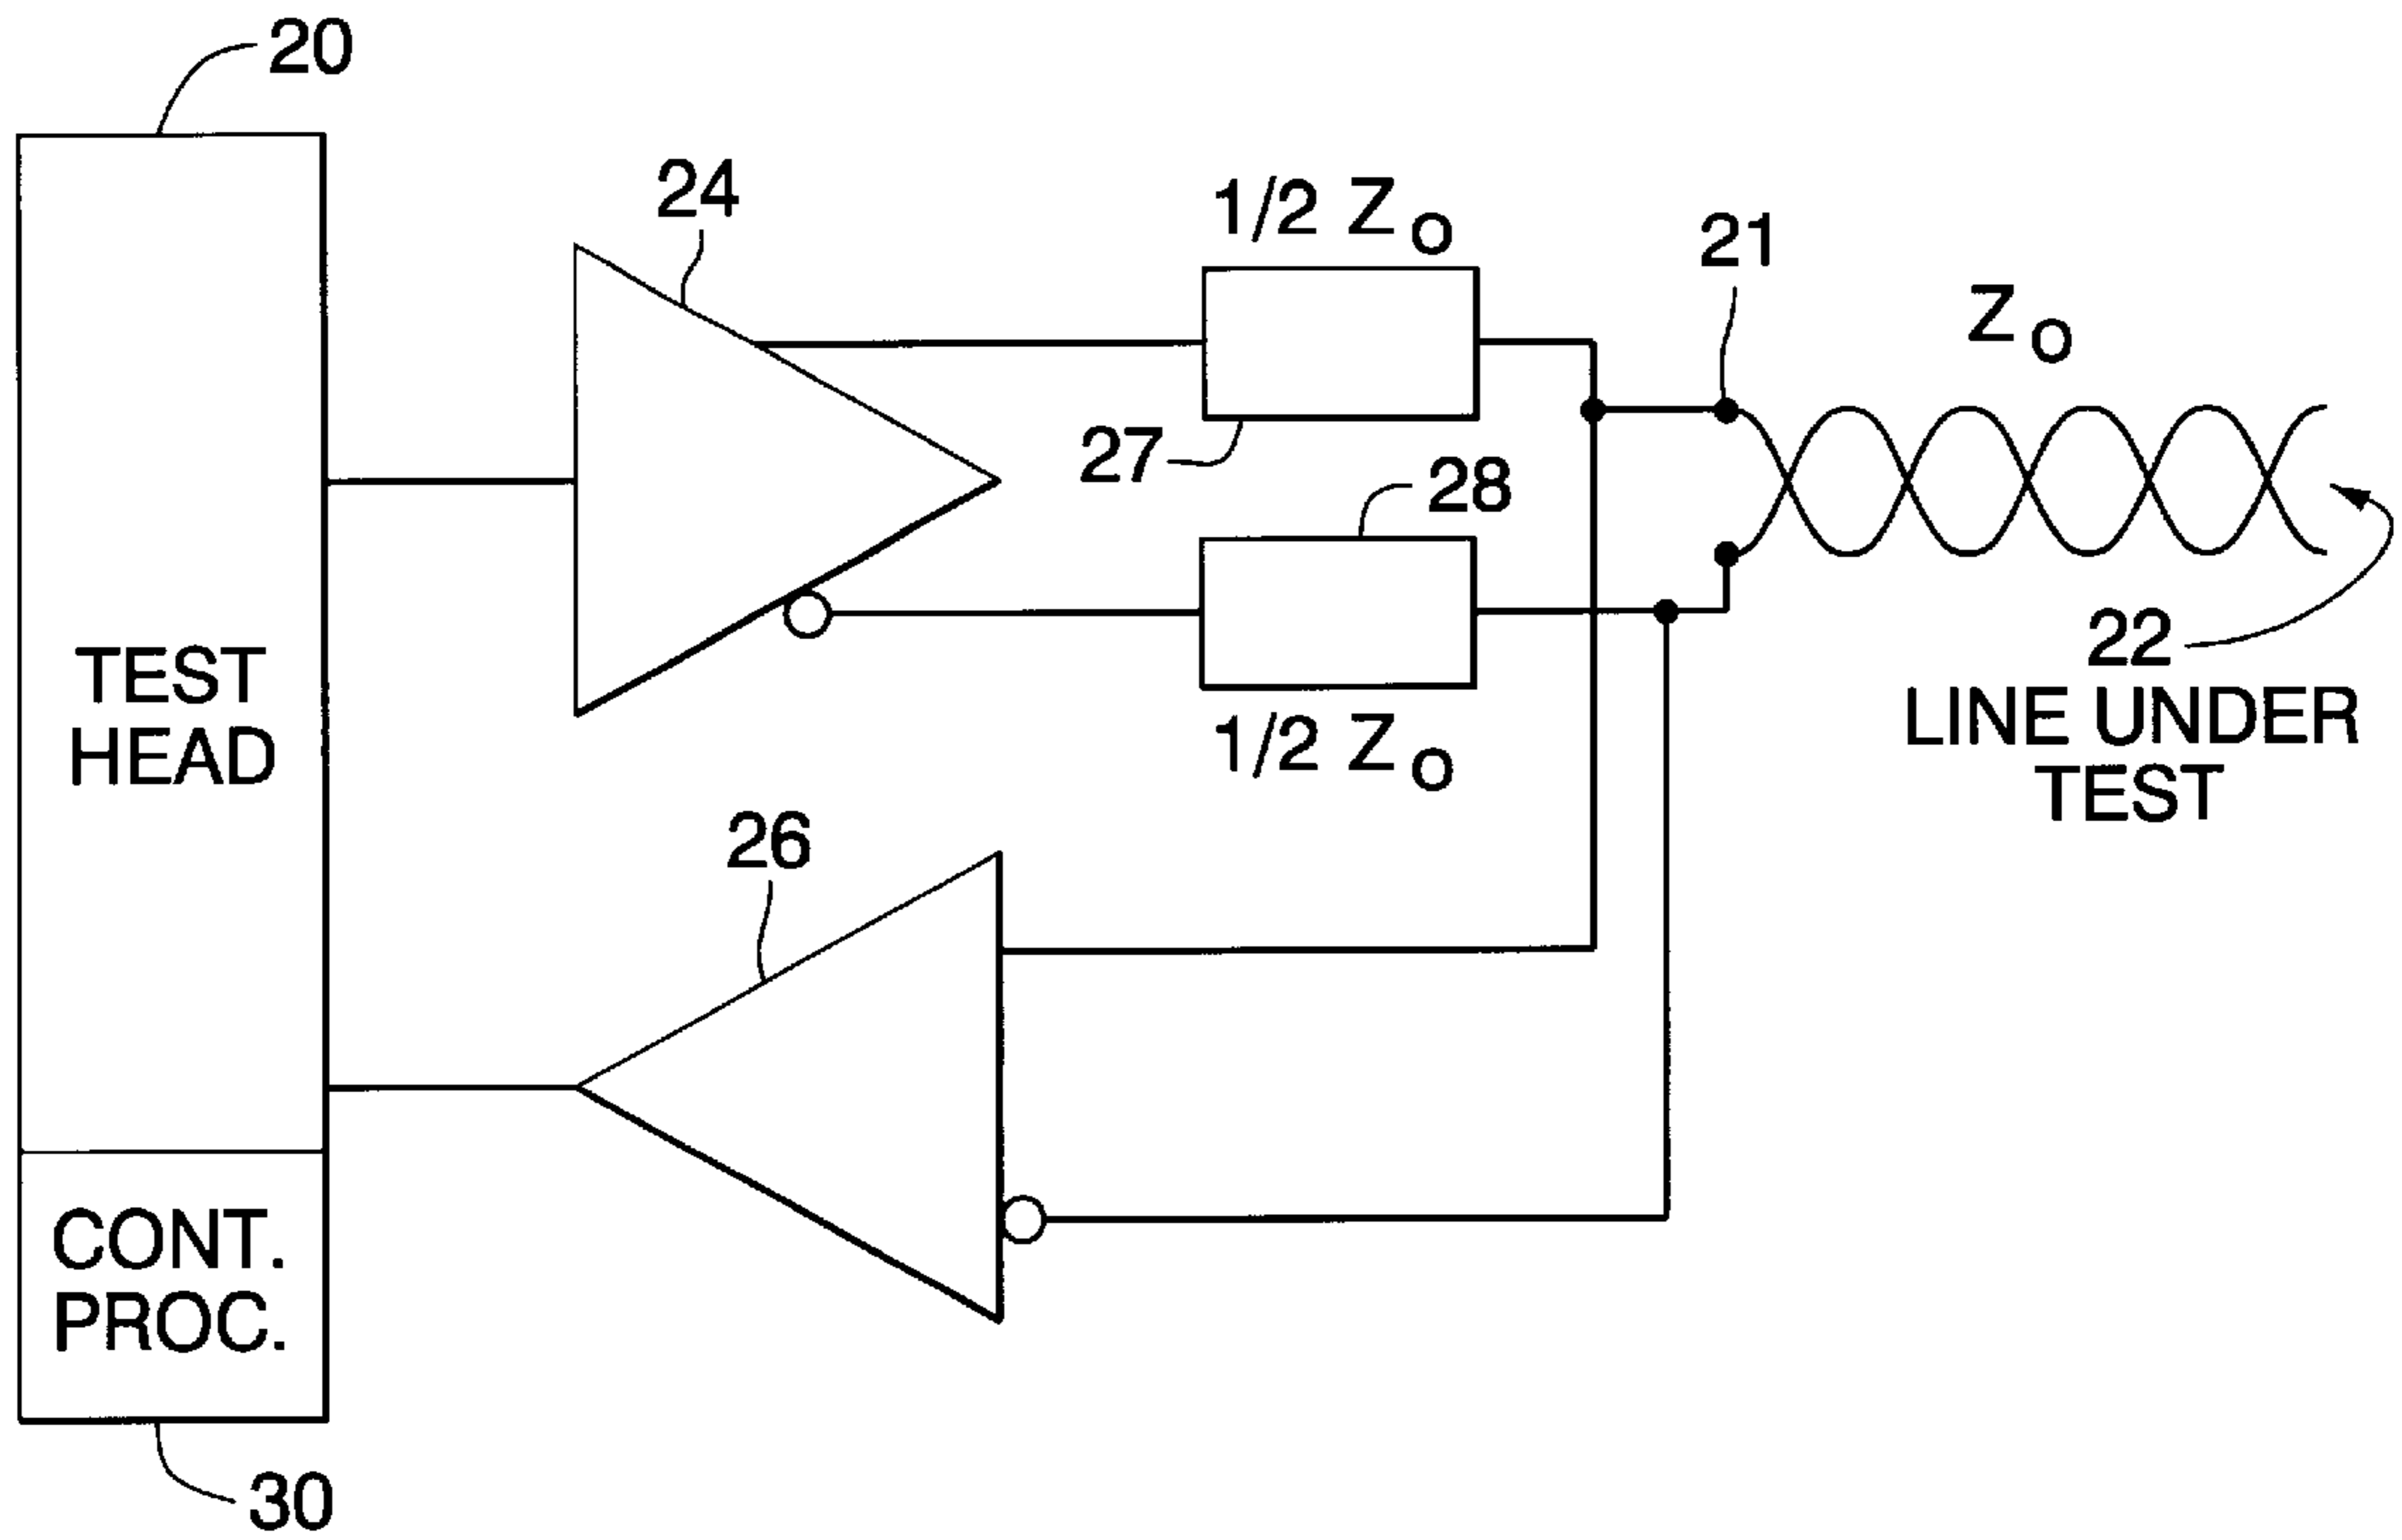 20
24
1/2 Zo
21
Zo
27
28
22
LINE UNDER
TEST
1/2 Zo
TEST
HEAD
26
CONT.
PROC.
30